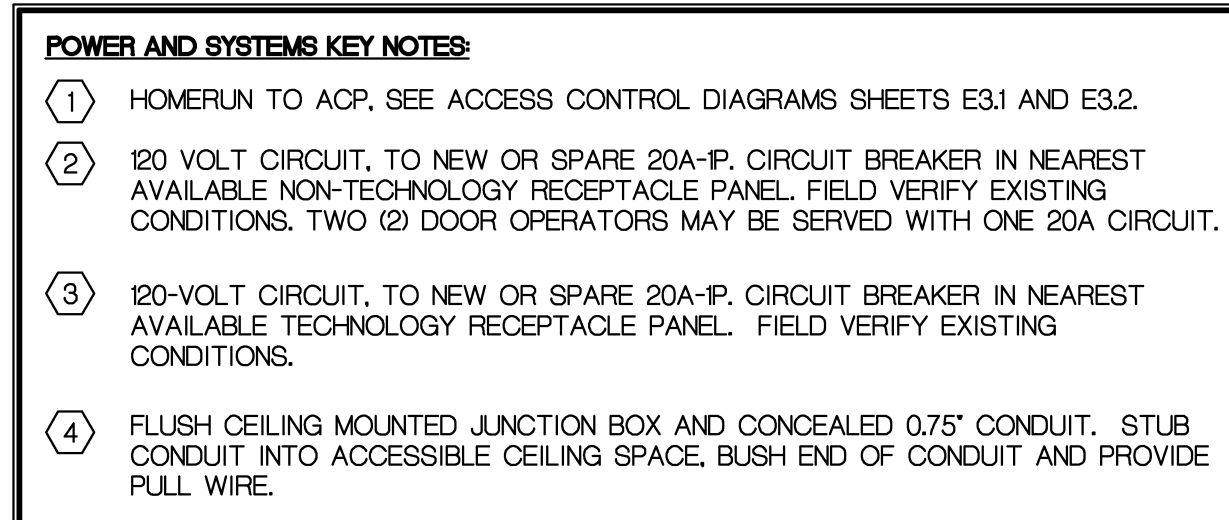 POWER AND SYSTEMS KEY NOTES:
1 HOMERUN TO ACP, SEE ACCESS CONTROL DIAGRAMS SHEETS E3.1 AND E3.2.
2 120 VOLT CIRCUIT, TO NEW OR SPARE 20A-1P. CIRCUIT BREAKER IN NEAREST
AVAILABLE NON-TECHNOLOGY RECEPTACLE PANEL. FIELD VERIFY EXISTING
CONDITIONS. TWO (2) DOOR OPERATORS MAY BE SERVED WITH ONE 20A CIRCUIT.
3 120-VOLT CIRCUIT, TO NEW OR SPARE 20A-1P. CIRCUIT BREAKER IN NEAREST
AVAILABLE TECHNOLOGY RECEPTACLE PANEL. FIELD VERIFY EXISTING
CONDITIONS.
4 FLUSH CEILING MOUNTED JUNCTION BOX AND CONCEALED 0.75" CONDUIT. STUB
CONDUIT INTO ACCESSIBLE CEILING SPACE, BUSH END OF CONDUIT AND PROVIDE
PULL WIRE.